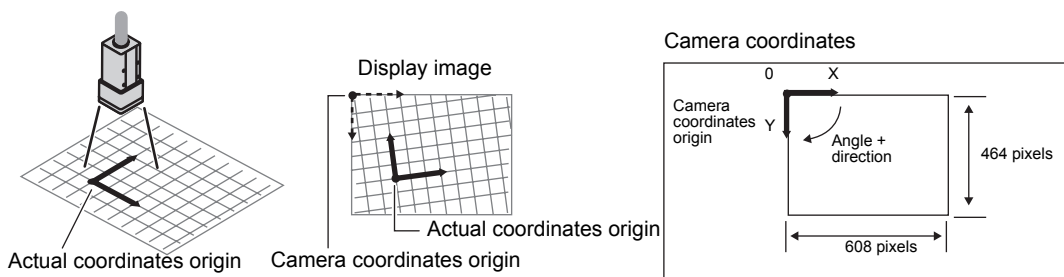 Actual coordinates origin
Display image
Actual coordinates origin
Camera coordinates origin
Camera coordinates
0
X
Camera
coordinates
origin
Y
Angle +
direction
464 pixels
608 pixels